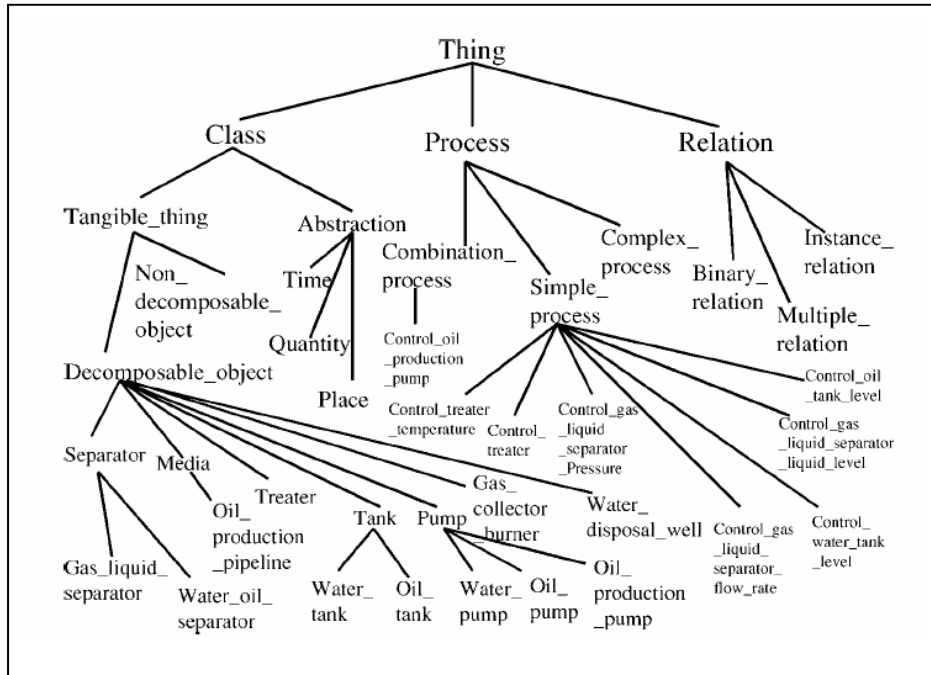 Thing
Class
Process
Relation
Tangible_thing
Abstraction
Combination_
process
Complex_
process
Instance_
relation
Non_
decomposable_
object
Time
Simple_
process
Binary_
relation
Multiple_
relation
Quantity
Control_oil
_production
_pump
Decomposable_object
Place
Control_treater
_temperature
Control_
treater
Control_gas
_liquid
_separator
_Pressure
Control_oil
_tank_level
Control_gas
_liquid_separator
_liquid_level
Separator
Media
Treater
Oil_
production
_pipeline
Tank
Pump
Gas_
collector
_burner
Water_
disposal_well
Control_gas
_liquid_
separator_
flow_rate
Control_
water_tank
_level
Gas_liquid_
separator
Water_oil_
separator
Water_
tank
Oil_
tank
Water_
pump
Oil_
pump
Oil_
production
_pump